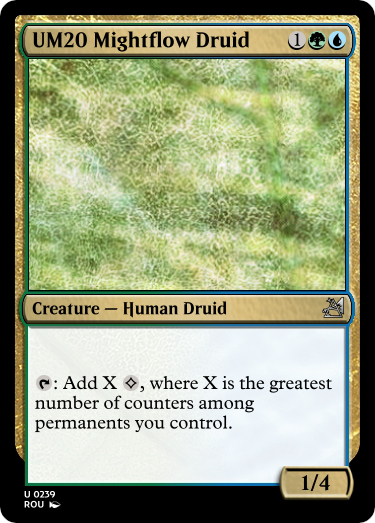 UM20 Mightflow Druid 1
Creature — Human Druid
: Add X , where X is the greatest
number of counters among
permanents you control.
1/4
U 0239
ROU